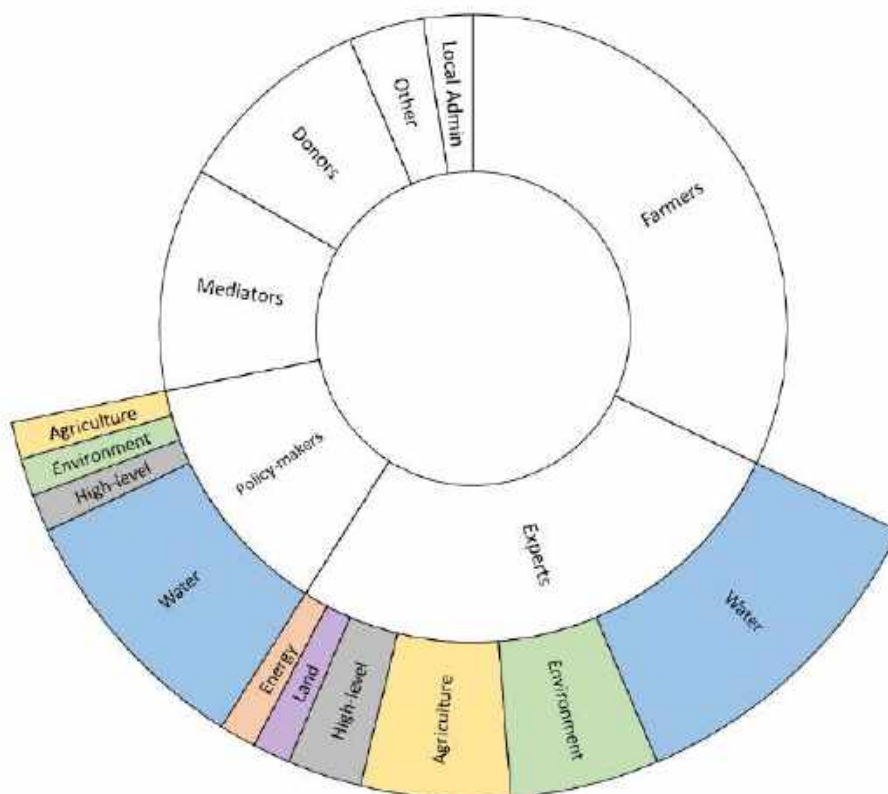 Local Admin
Other
Donors
Farmers
Mediators
Agriculture
Environment
High-level
Policy-makers
Water
Experts
Energy
Land
High-level
Agriculture
Environment
Water